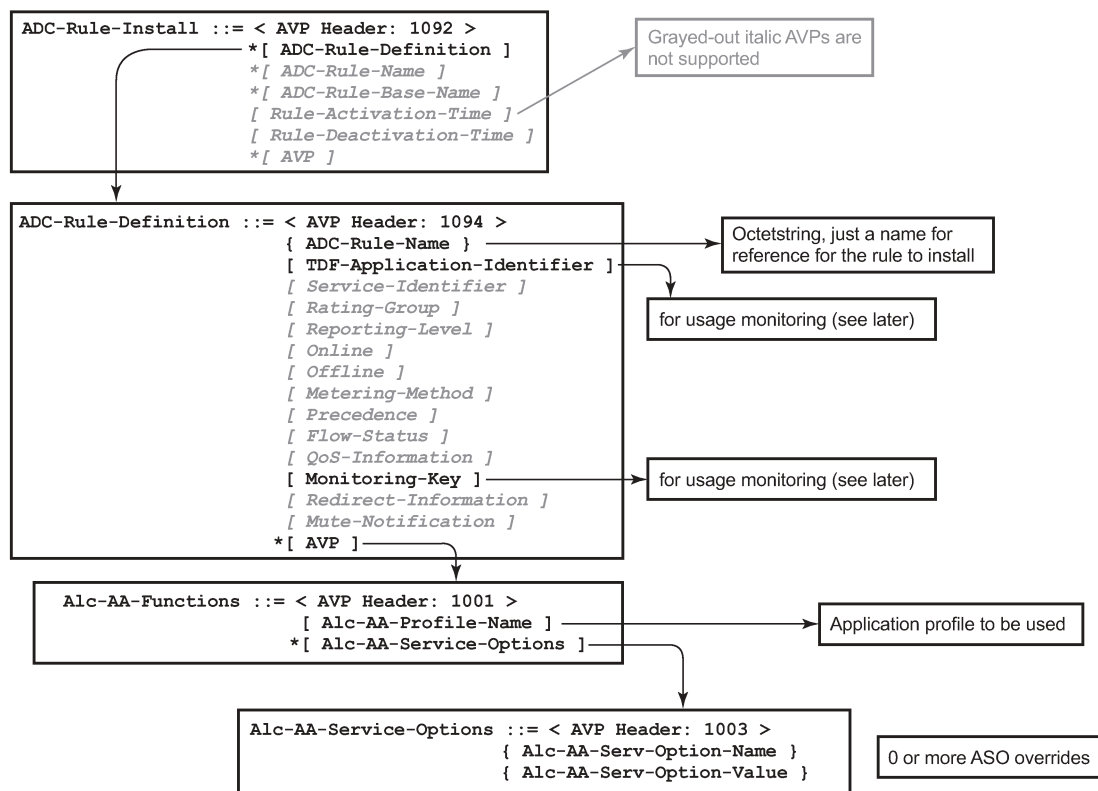 ADC-Rule-Install ::= < AVP Header: 1092 >
*[ ADC-Rule-Definition ]
*[ ADC-Rule-Name ]
*[ ADC-Rule-Base-Name ]
[ Rule-Activation-Time ]
[ Rule-Deactivation-Time ]
*[ AVP ]
Grayed-out italic AVPs are
not supported
ADC-Rule-Definition ::= < AVP Header: 1094 >
{ ADC-Rule-Name }
[ TDF-Application-Identifier ]
[ Service-Identifier ]
[ Rating-Group ]
[ Reporting-Level ]
[ Online ]
[ Offline ]
[ Metering-Method ]
[ Precedence ]
[ Flow-Status ]
[ QoS-Information ]
[ Monitoring-Key ]
[ Redirect-Information ]
[ Mute-Notification ]
*[ AVP ]
Octetstring, just a name for
reference for the rule to install
for usage monitoring (see later)
for usage monitoring (see later)
Alc-AA-Functions ::= < AVP Header: 1001 >
[ Alc-AA-Profile-Name ]
*[ Alc-AA-Service-Options ]
Application profile to be used
Alc-AA-Service-Options ::= < AVP Header: 1003 >
{ Alc-AA-Serv-Option-Name }
{ Alc-AA-Serv-Option-Value }
0 or more ASO overrides